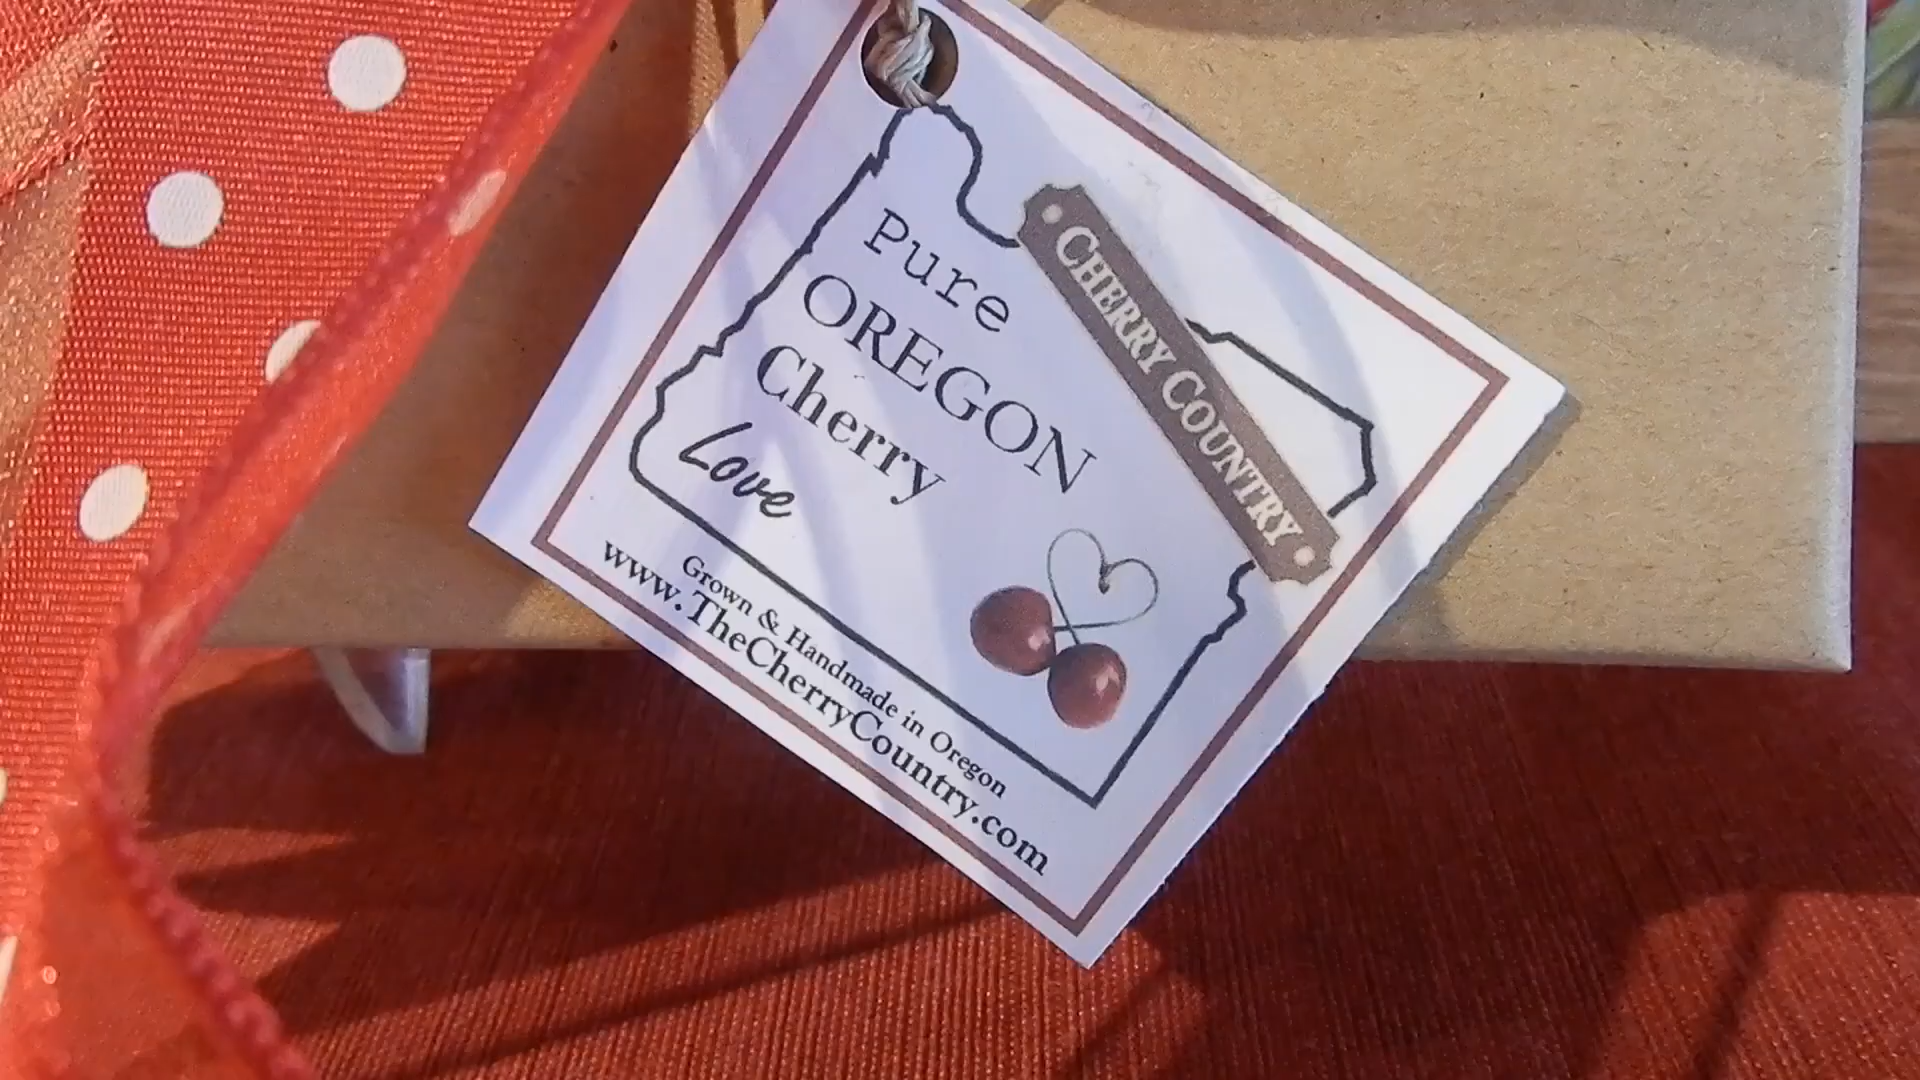 Pure
OREGON
Cherry
Love
CHERRY COUNTRY
Grown & Handmade in Oregon
www.TheCherryCountry.com